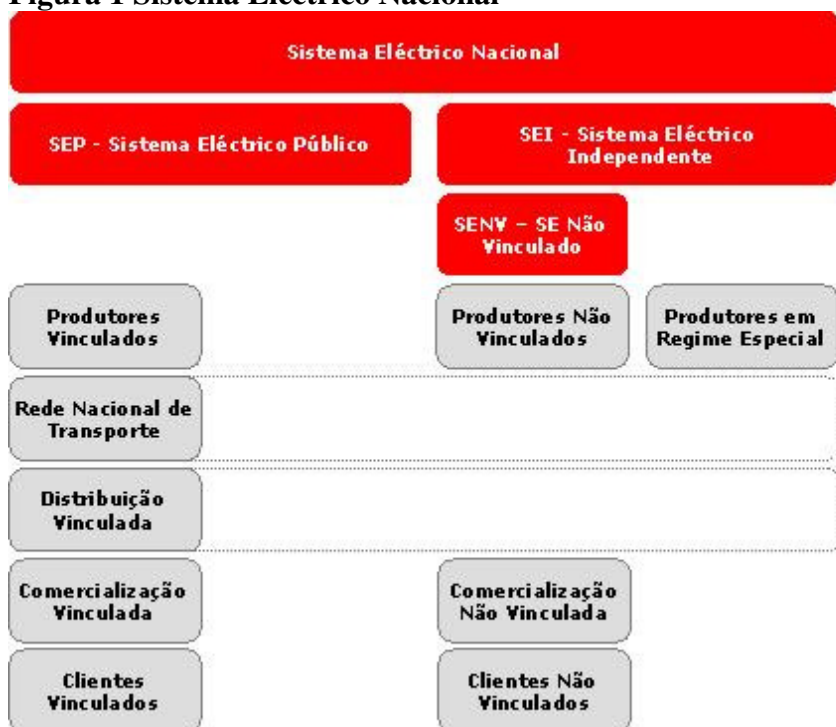 Figura 1 Sistema Eléctrico Nacional
Sistema Eléctrico Nacional
SEP - Sistema Eléctrico Público
SEI - Sistema Eléctrico
Independente
SENV – SE Não
Vinculado
Produtores
Vinculados
Produtores Não
Vinculados
Produtores em
Regime Especial
Rede Nacional de
Transporte
Distribuição
Vinculada
Comercialização
Vinculada
Comercialização
Não Vinculada
Clientes
Vinculados
Clientes Não
Vinculados